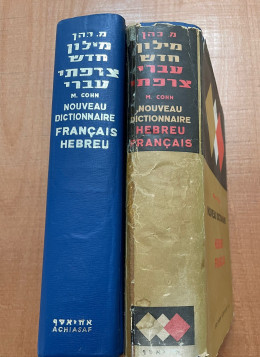 מ. כהן
מילון
חדש
צרפתי
עברי
M. COHN
NOUVEAU
DICTIONNAIRE
FRANÇAIS
HEBREU
אחיאסף
ACHIASAF
מ. כהן
מילון
חדש
עברי
צרפתי
M. COHN
NOUVEAU
DICTIONNAIRE
HEBREU
FRANÇAIS
אחיאסף